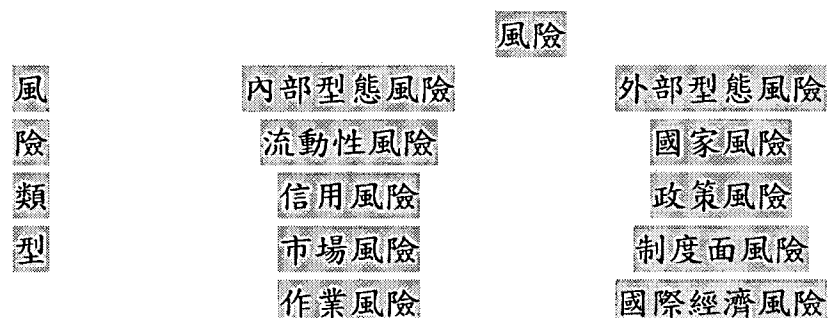 風險
風 內部型態風險 外部型態風險
險 流動性風險 國家風險
類 信用風險 政策風險
型 市場風險 制度面風險
作業風險 國際經濟風險